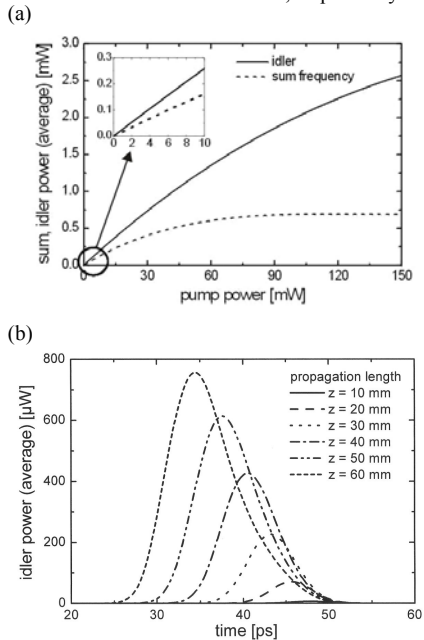 (a)
3.0
2.5
2.0
1.5
1.0
0.5
0.0
sum, idler power (average) [mW]
0.3
0.2
0.1
0.0
0 2 4 6 8 10
idler
sum frequency
0 30 60 90 120 150
pump power [mW]
(b)
800
600
400
200
0
idler power (average) [µW]
propagation length
z = 10 mm
z = 20 mm
z = 30 mm
z = 40 mm
z = 50 mm
z = 60 mm
20 30 40 50 60
time [ps]